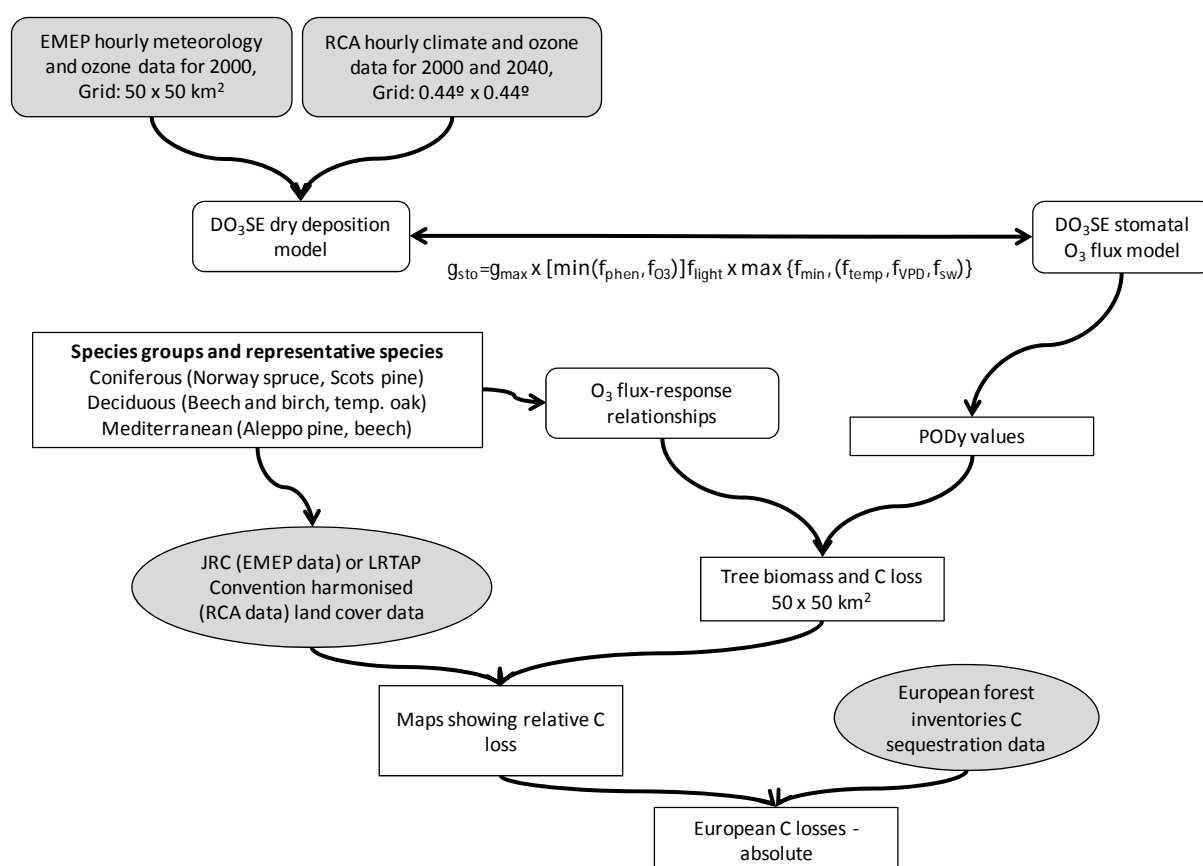 EMEP hourly meteorology
and ozone data for 2000,
Grid: 50 x 50 km²
RCA hourly climate and ozone
data for 2000 and 2040,
Grid: 0.44º x 0.44º
DO₃SE dry deposition
model
DO₃SE stomatal
O₃ flux model
g_sto=g_max x [min(f_phen,f_O3)]f_light x max {f_min,(f_temp,f_VPD,f_sw)}
Species groups and representative species
Coniferous (Norway spruce, Scots pine)
Deciduous (Beech and birch, temp. oak)
Mediterranean (Aleppo pine, beech)
O₃ flux-response
relationships
PODy values
JRC (EMEP data) or LRTAP
Convention harmonised
(RCA data) land cover data
Tree biomass and C loss
50 x 50 km²
Maps showing relative C
loss
European forest
inventories C
sequestration data
European C losses -
absolute